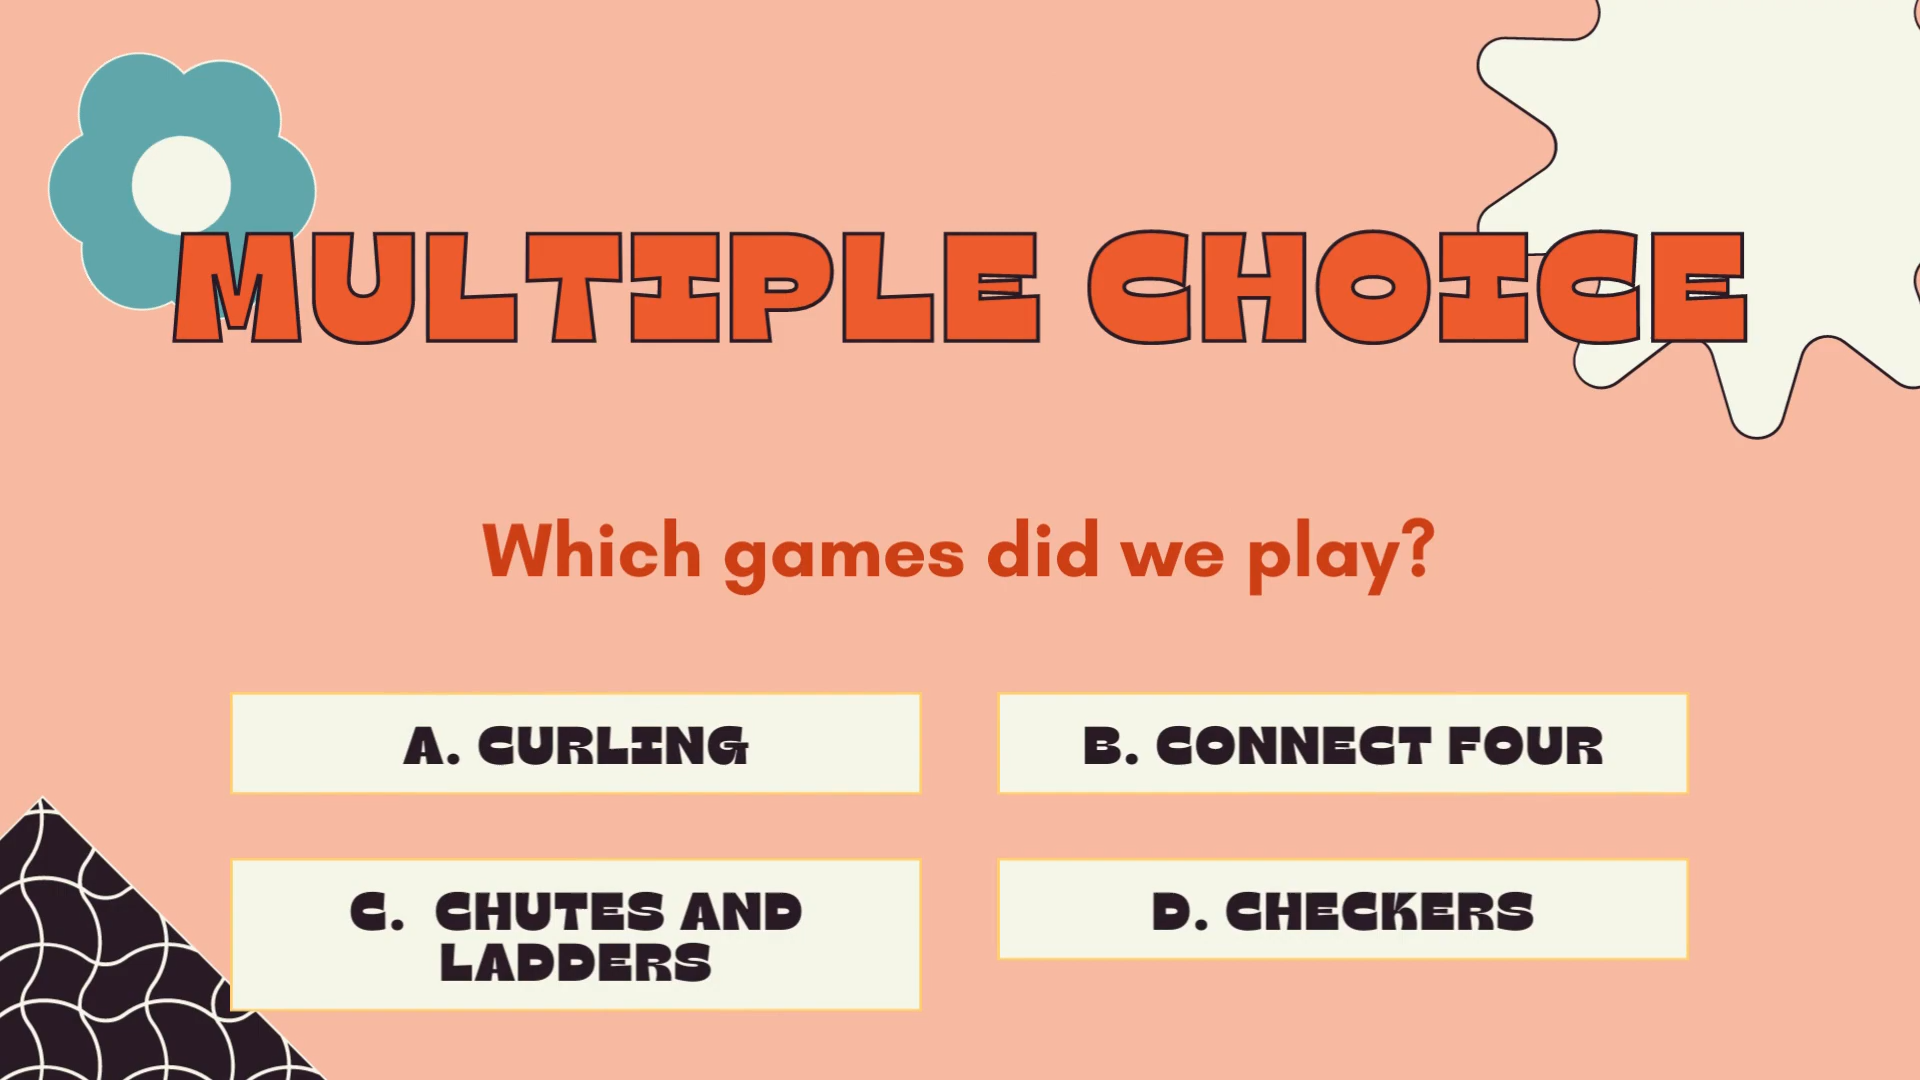 MULTIPLE CHOICE
Which games did we play?
A. CURLING
B. CONNECT FOUR
C. CHUTES AND
LADDERS
D. CHECKERS